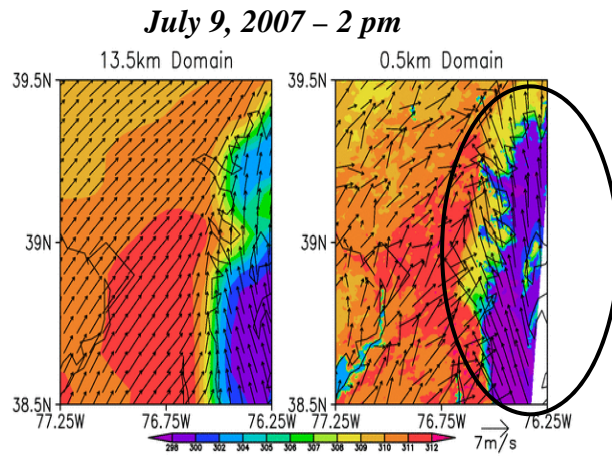 July 9, 2007 – 2 pm
13.5km Domain
0.5km Domain
39.5N
39N
38.5N
77.25W 76.75W 76.25W
39.5N
39N
38.5N
77.25W 76.75W 76.25W
298 300 302 304 305 306 307 308 309 310 311 312
7m/s